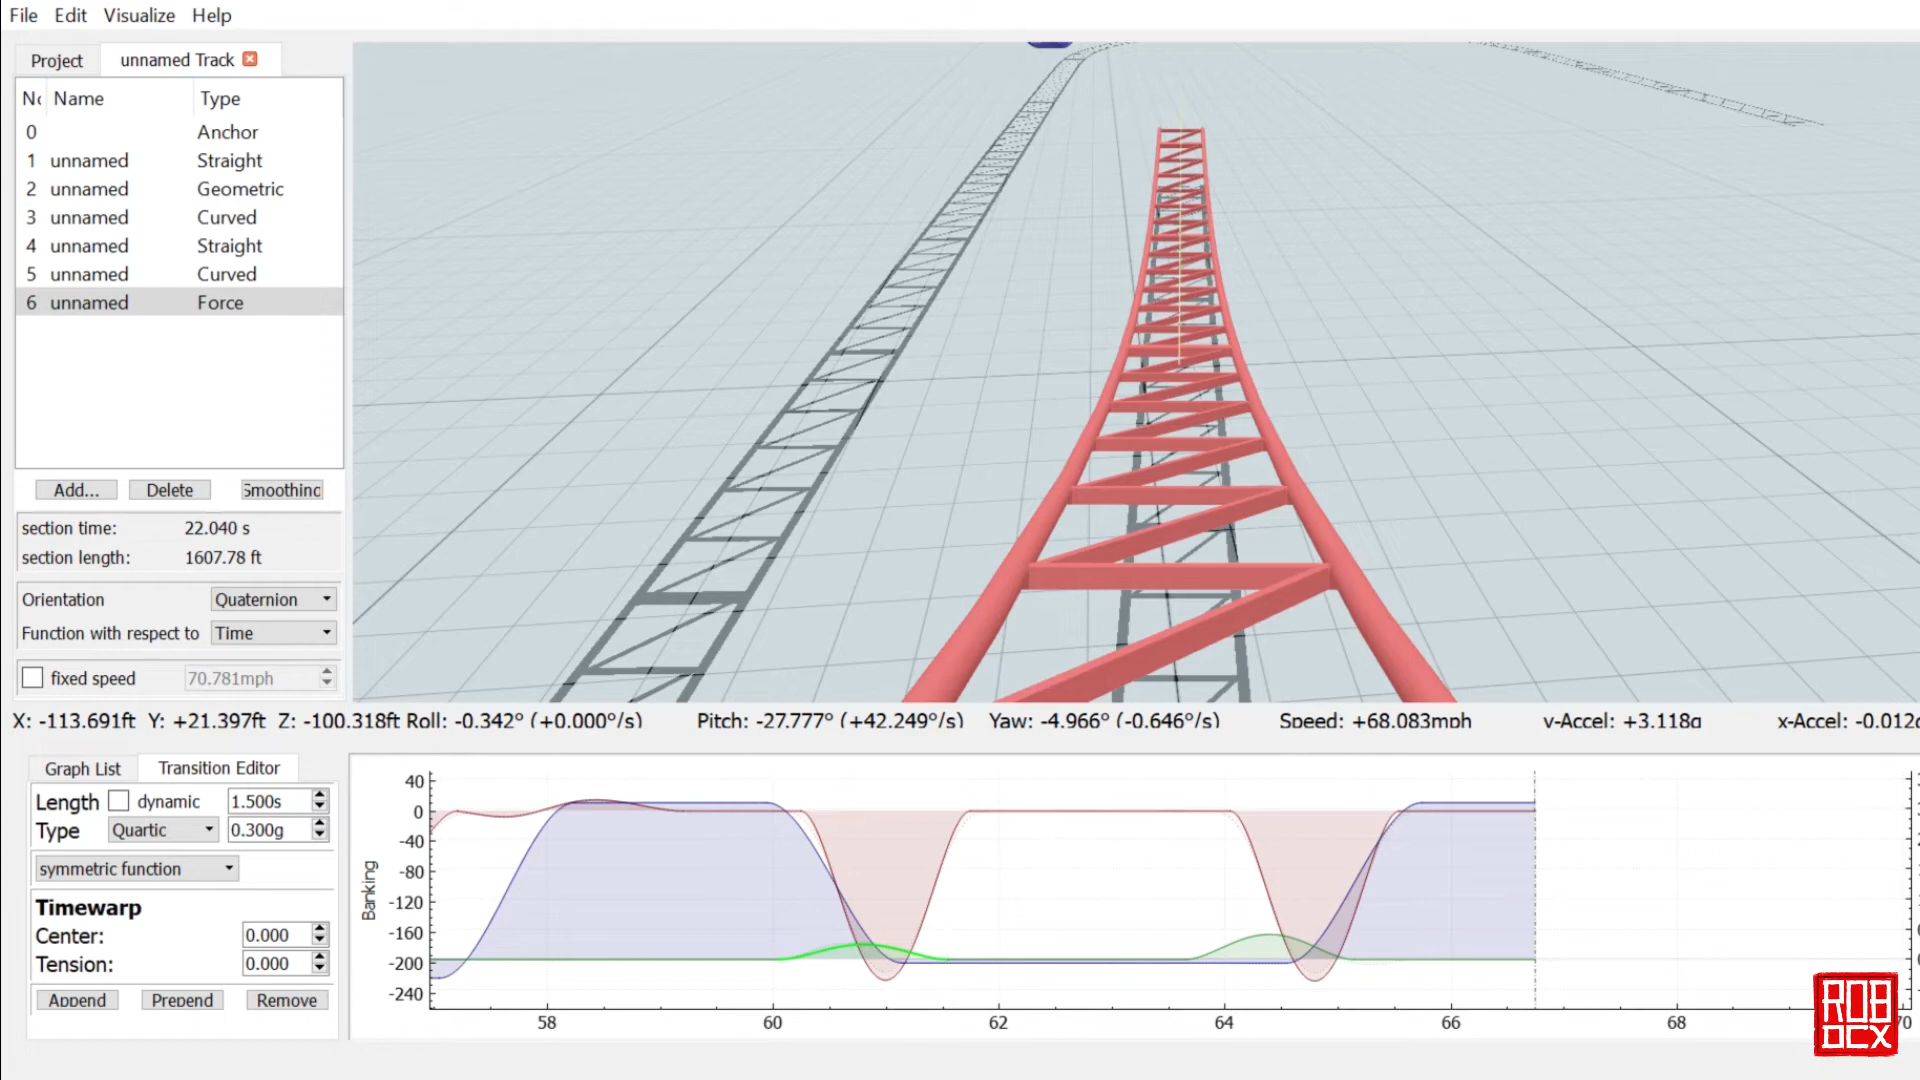 File Edit Visualize Help
Project unnamed Track
Name Type
0 Anchor
1 unnamed Straight
2 unnamed Geometric
3 unnamed Curved
4 unnamed Straight
5 unnamed Curved
6 unnamed Force
Add... Delete Smoothing
section time: 22.040 s
section length: 1607.78 ft
Orientation Quaternion
Function with respect to Time
fixed speed 70.781mph
X: -113.691ft Y: +21.397ft Z: -100.318ft Roll: -0.342° (+0.000°/s) Pitch: -27.777° (+42.249°/s) Yaw: -4.966° (-0.646°/s) Speed: +68.083mph y-Accel: +3.118g x-Accel: -0.012g
Graph List Transition Editor
Length dynamic 1.500s
Type Quartic 0.300g
symmetric function
Timewarp
Center: 0.000
Tension: 0.000
Append Prepend Remove
Banking
40
0
-40
-80
-120
-160
-200
-240
58 60 62 64 66 68 70
ROB
DCX